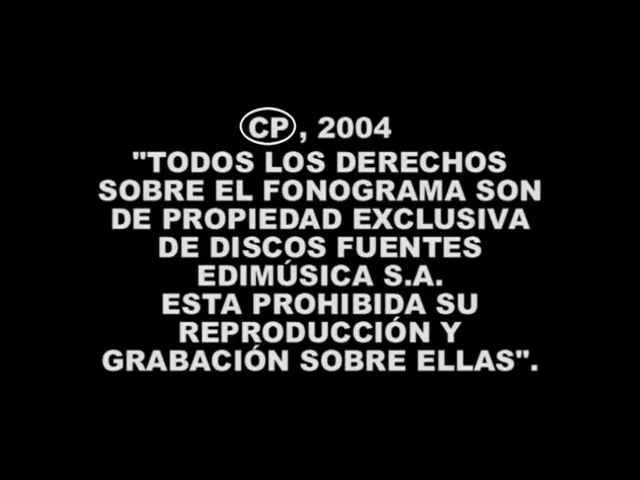 CP, 2004
"TODOS LOS DERECHOS
SOBRE EL FONOGRAMA SON
DE PROPIEDAD EXCLUSIVA
DE DISCOS FUENTES
EDIMÚSICA S.A.
ESTA PROHIBIDA SU
REPRODUCCIÓN Y
GRABACIÓN SOBRE ELLAS".